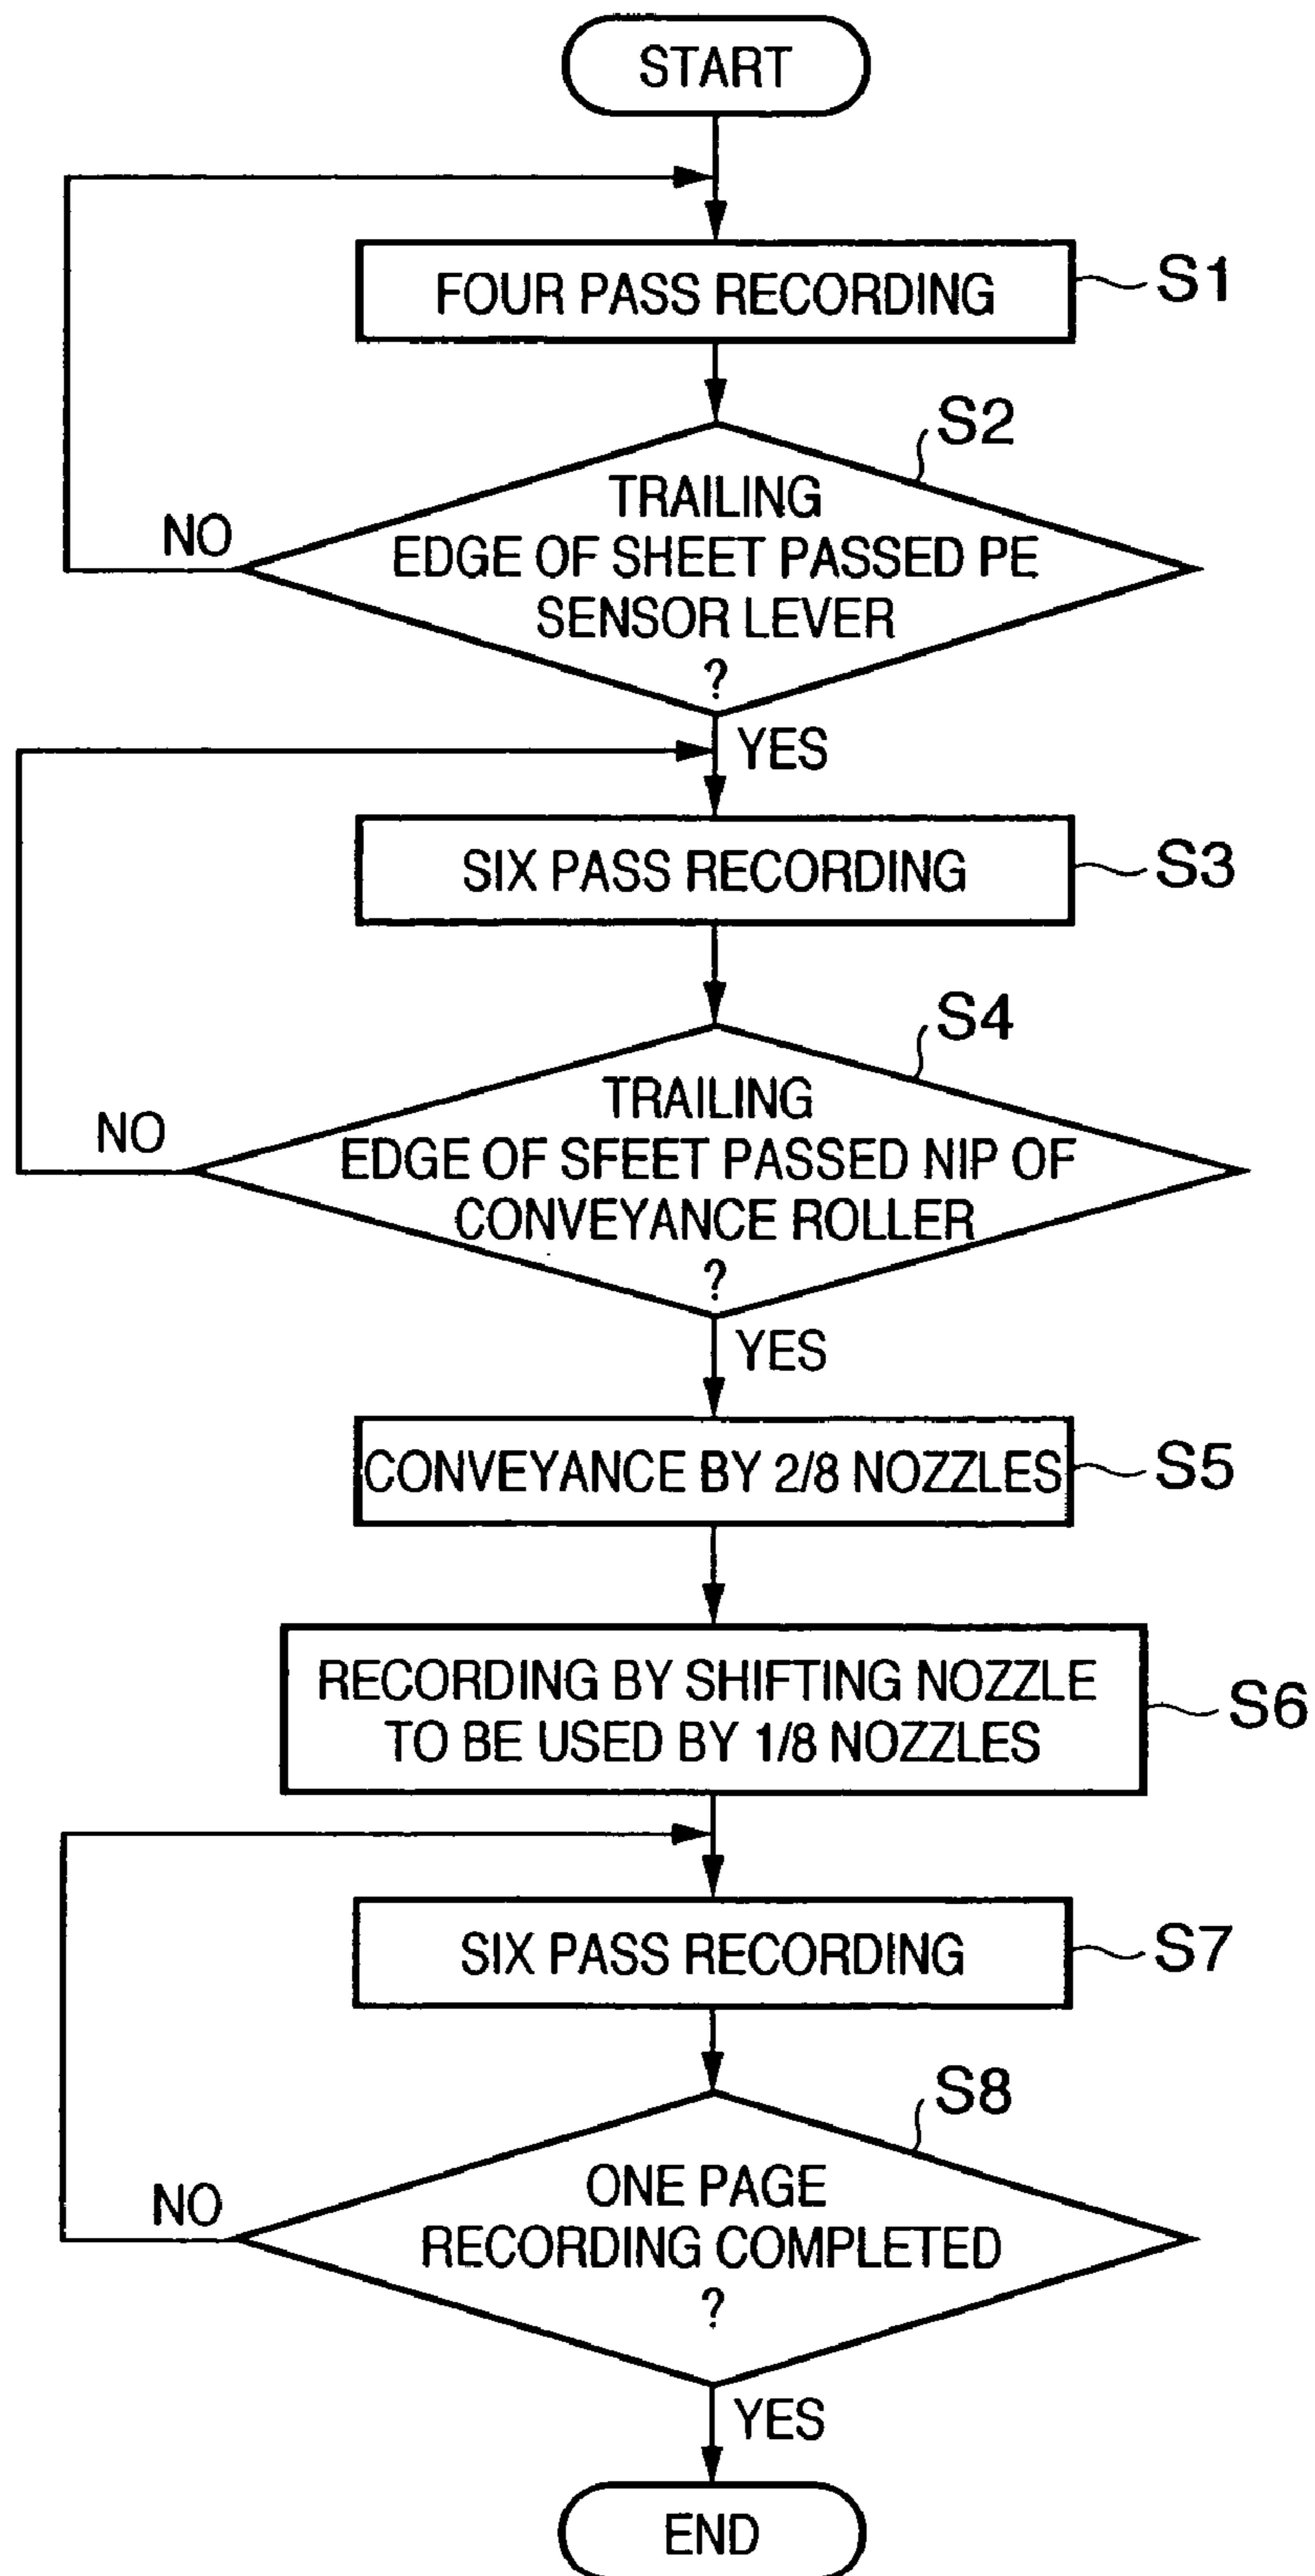 START
FOUR PASS RECORDING
S1
S2
TRAILING
EDGE OF SHEET PASSED PE
SENSOR LEVER
?
NO
YES
SIX PASS RECORDING
S3
S4
TRAILING
EDGE OF SFEET PASSED NIP OF
CONVEYANCE ROLLER
?
NO
YES
CONVEYANCE BY 2/8 NOZZLES
S5
RECORDING BY SHIFTING NOZZLE
TO BE USED BY 1/8 NOZZLES
S6
SIX PASS RECORDING
S7
S8
ONE PAGE
RECORDING COMPLETED
?
NO
YES
END